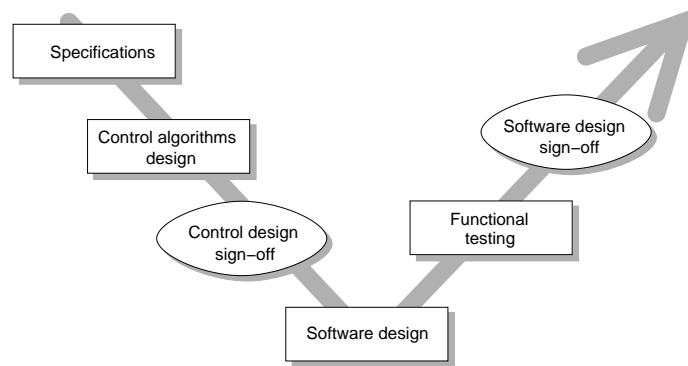 Specifications
Control algorithms
design
Control design
sign−off
Software design
Functional
testing
Software design
sign−off